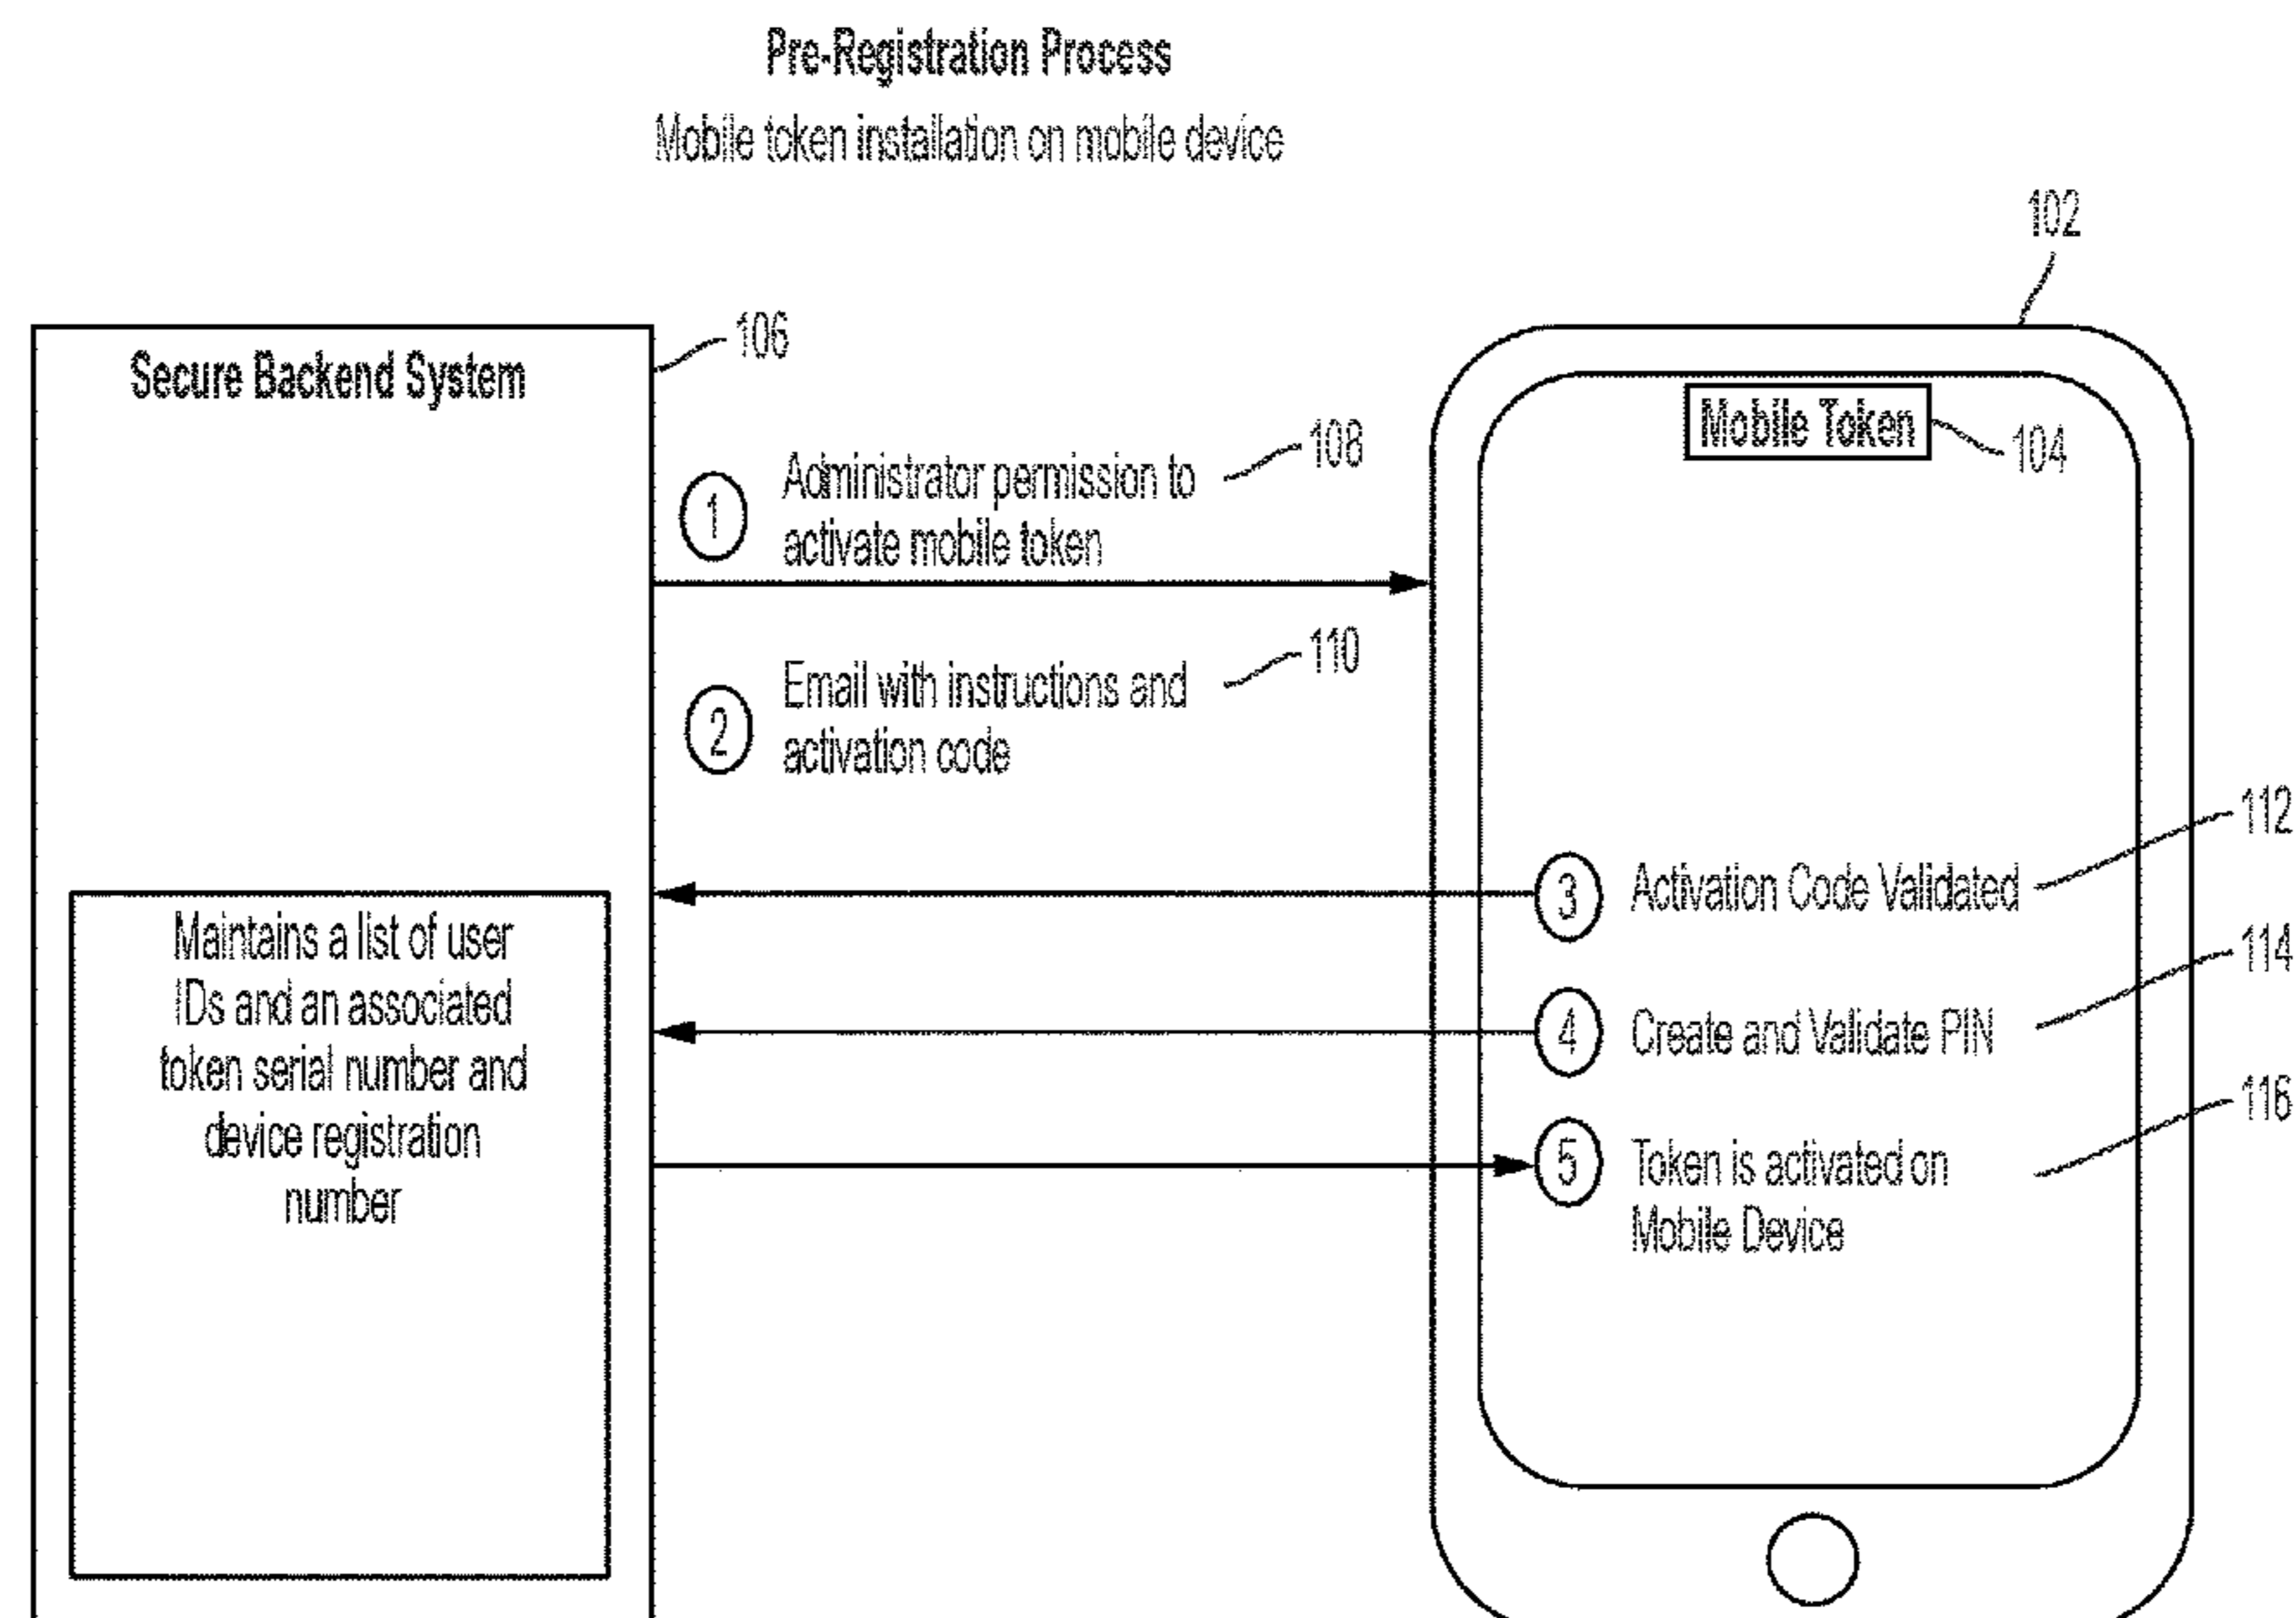 Pre-Registration Process
Mobile token installation on mobile device
102
106
Secure Backend System
Mobile Token
104
108
1
Administrator permission to
activate mobile token
110
2
Email with instructions and
activation code
112
3
Activation Code Validated
Maintains a list of user
IDs and an associated
token serial number and
device registration
number
114
4
Create and Validate PIN
116
5
Token is activated on
Mobile Device